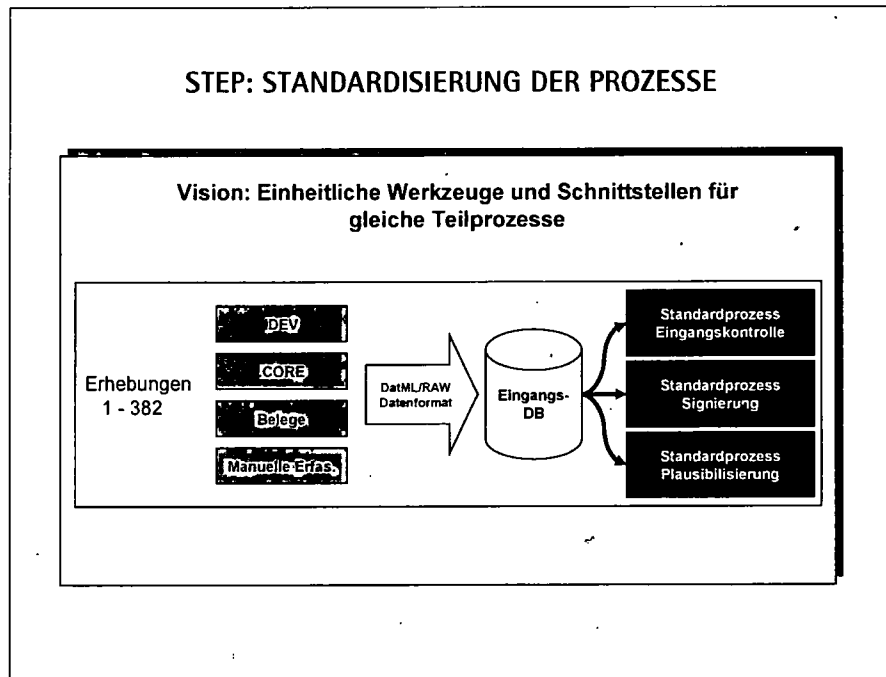 STEP: STANDARDISIERUNG DER PROZESSE
Vision: Einheitliche Werkzeuge und Schnittstellen für
gleiche Teilprozesse
Erhebungen
1 - 382
DEV
.CORE
Belege
Manuelle Erfas.
DatML/RAW
Datenformat
Eingangs-
DB
Standardprozess
Eingangskontrolle
Standardprozess
Signierung
Standardprozess
Plausibilisierung